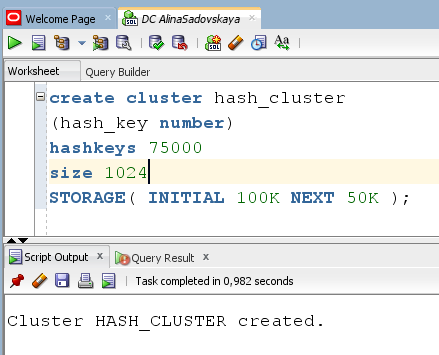 Welcome Page
DC AlinaSadovskaya
Worksheet
Query Builder
create cluster hash_cluster
(hash_key number)
hashkeys 75000
size 1024
STORAGE( INITIAL 100K NEXT 50K );
Script Output
Query Result
Task completed in 0,982 seconds
Cluster HASH_CLUSTER created.